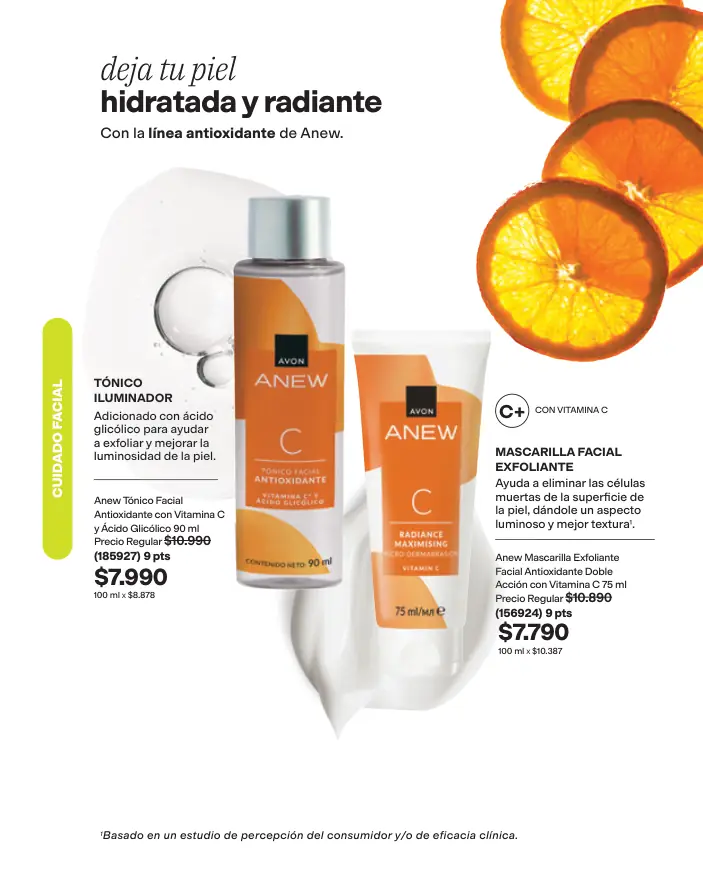 deja tu piel
hidratada y radiante
Con la línea antioxidante de Anew.
CUIDADO FACIAL
TÓNICO
ILUMINADOR
Adicionado con ácido
glicólico para ayudar
a exfoliar y mejorar la
luminosidad de la piel.
Anew Tónico Facial
Antioxidante con Vitamina C
y Ácido Glicólico 90 ml
Precio Regular $10.990
(185927) 9 pts
$7.990
100 ml x $8.878
AVON
ANEW
C
TÓNICO FACIAL
ANTIOXIDANTE
VITAMINA C* Y
ÁCIDO GLICÓLICO
CONTENIDO NETO: 90 ml
AVON
ANEW
C
RADIANCE
MAXIMISING
MICRO-DERMABRASION
VITAMIN C
75 ml/мл e
C+
CON VITAMINA C
MASCARILLA FACIAL
EXFOLIANTE
Ayuda a eliminar las células
muertas de la superficie de
la piel, dándole un aspecto
luminoso y mejor textura¹.
Anew Mascarilla Exfoliante
Facial Antioxidante Doble
Acción con Vitamina C 75 ml
Precio Regular $10.890
(156924) 9 pts
$7.790
100 ml x $10.387
¹Basado en un estudio de percepción del consumidor y/o de eficacia clínica.